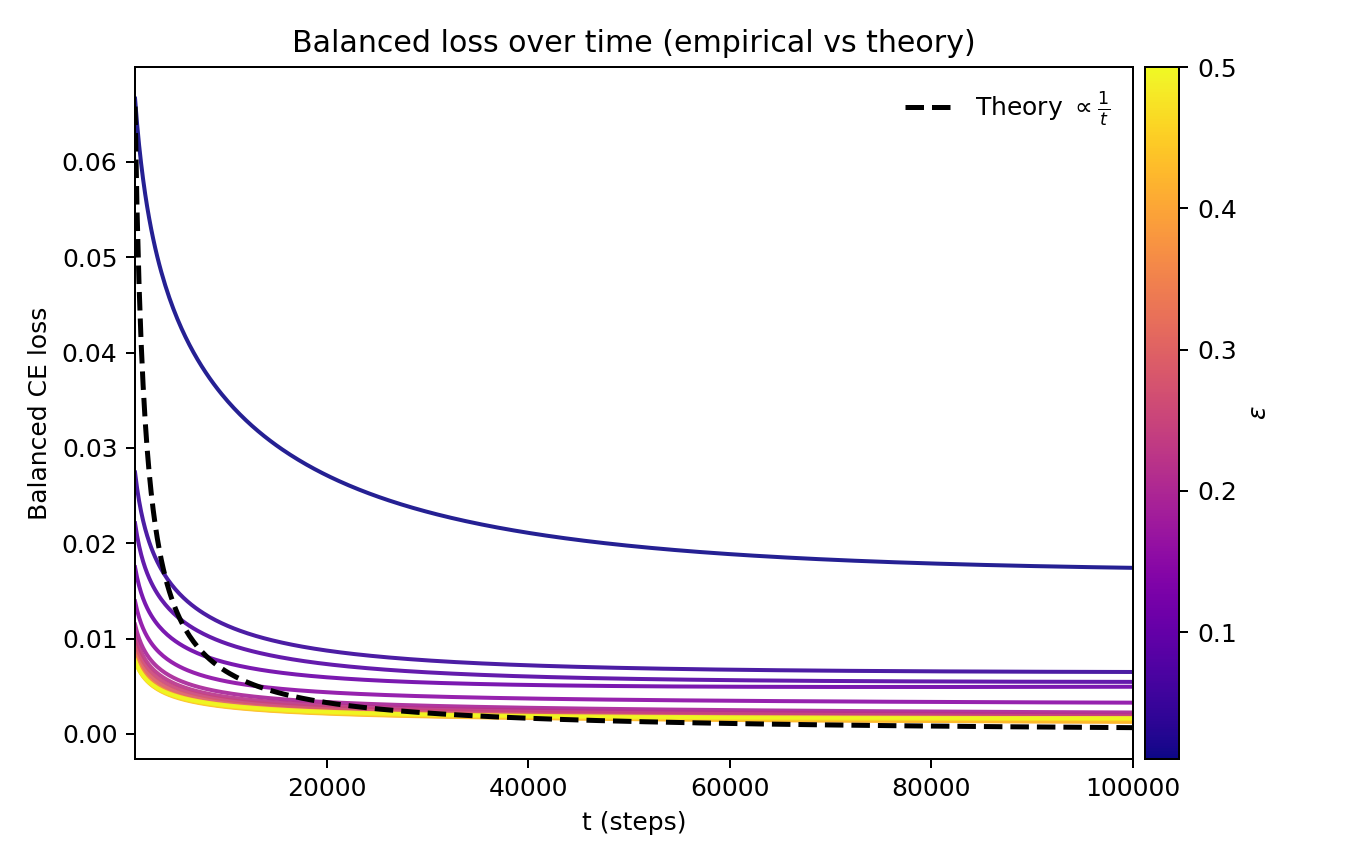 Balanced loss over time (empirical vs theory)
Theory ∝ 1/t
Balanced CE loss
0.06
0.05
0.04
0.03
0.02
0.01
0.00
20000 40000 60000 80000 100000
t (steps)
0.5
0.4
0.3
0.2
0.1
ε